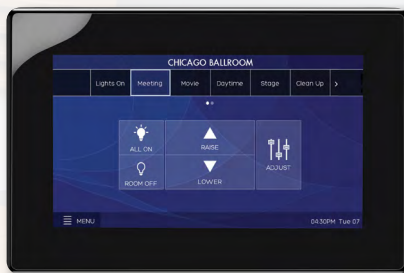 CHICAGO BALLROOM
Lights On Meeting Movie Daytime Stage Clean Up >
ALL ON RAISE
ADJUST
ROOM OFF LOWER
MENU 04:30PM Tue 07